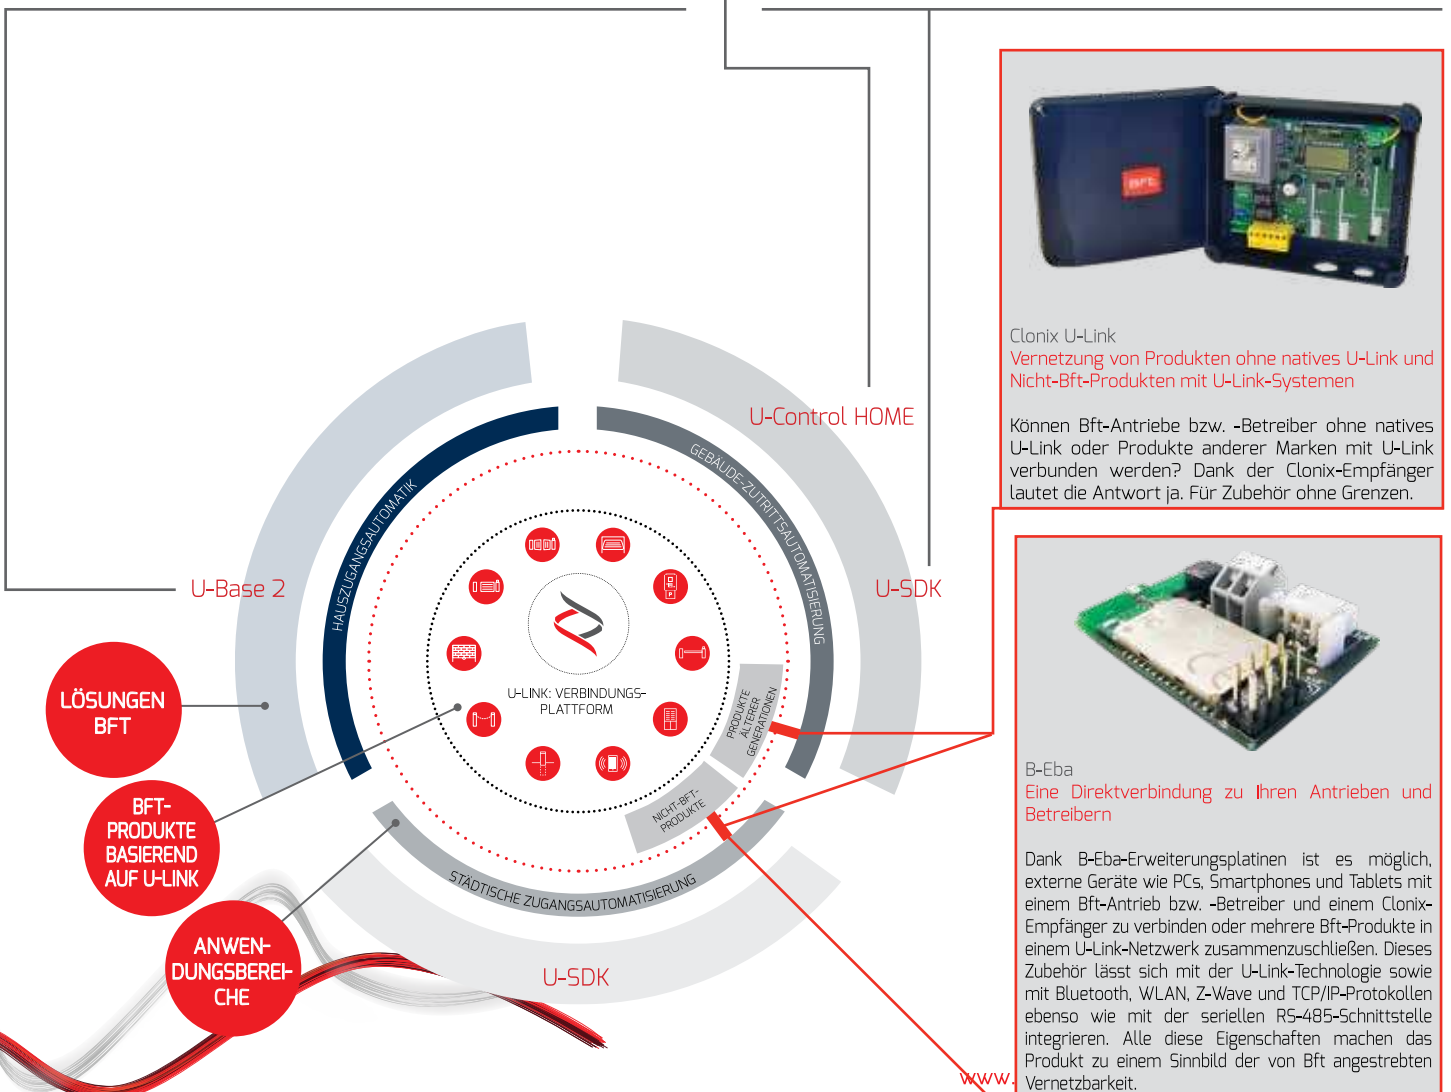 BFT
Clonix U-Link
Vernetzung von Produkten ohne natives U-Link und
Nicht-Bft-Produkten mit U-Link-Systemen
Können Bft-Antriebe bzw. -Betreiber ohne natives
U-Link oder Produkte anderer Marken mit U-Link
verbunden werden? Dank der Clonix-Empfänger
lautet die Antwort ja. Für Zubehör ohne Grenzen.
U-Control HOME
U-Base 2
U-SDK
HAUSZUGANGSAUTOMATIK
GEBÄUDE-ZUTRITTSAUTOMATISIERUNG
P
U-LINK: VERBINDUNGS-
PLATTFORM
PRODUKTE
ÄLTERER
GENERATIONEN
NICHT-BFT-
PRODUKTE
STÄDTISCHE ZUGANGSAUTOMATISIERUNG
U-SDK
LÖSUNGEN
BFT
BFT-
PRODUKTE
BASIEREND
AUF U-LINK
ANWEN-
DUNGSBEREI-
CHE
B-Eba
Eine Direktverbindung zu Ihren Antrieben und
Betreibern
Dank B-Eba-Erweiterungsplatinen ist es möglich,
externe Geräte wie PCs, Smartphones und Tablets mit
einem Bft-Antrieb bzw. -Betreiber und einem Clonix-
Empfänger zu verbinden oder mehrere Bft-Produkte in
einem U-Link-Netzwerk zusammenzuschließen. Dieses
Zubehör lässt sich mit der U-Link-Technologie sowie
mit Bluetooth, WLAN, Z-Wave und TCP/IP-Protokollen
ebenso wie mit der seriellen RS-485-Schnittstelle
integrieren. Alle diese Eigenschaften machen das
Produkt zu einem Sinnbild der von Bft angestrebten
Vernetzbarkeit.
www.